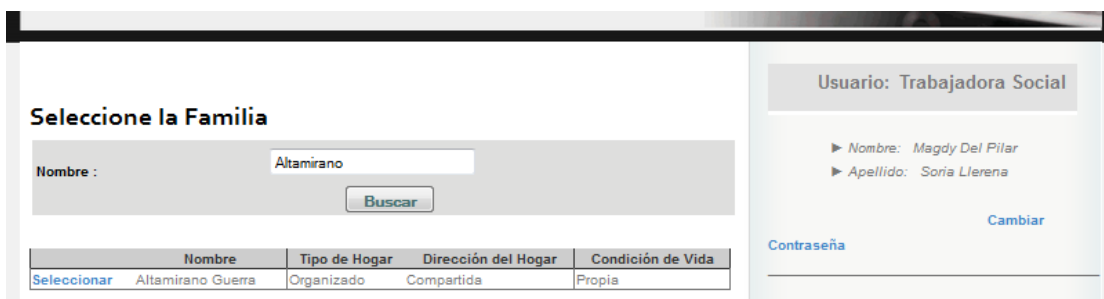 Seleccione la Familia
Nombre :
Altamirano
Buscar
Nombre Tipo de Hogar Dirección del Hogar Condición de Vida
Seleccionar Altamirano Guerra Organizado Compartida Propia
Usuario: Trabajadora Social
► Nombre: Magdy Del Pilar
► Apellido: Soria Llerena
Cambiar
Contraseña